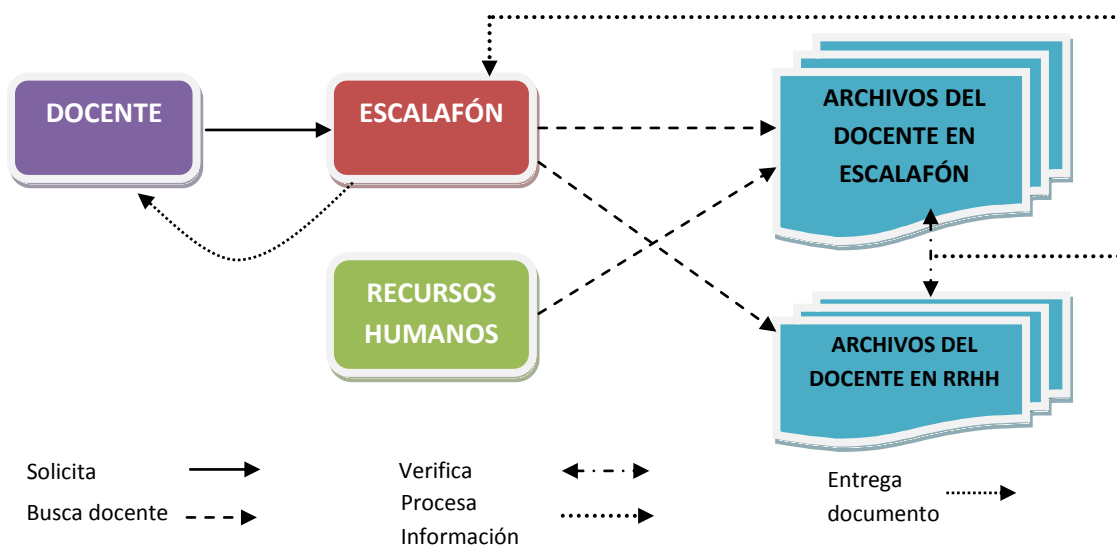 DOCENTE
ESCALAFÓN
ARCHIVOS DEL
DOCENTE EN
ESCALAFÓN
RECURSOS
HUMANOS
ARCHIVOS DEL
DOCENTE EN RRHH
Solicita
Busca docente
Verifica
Procesa
Información
Entrega
documento